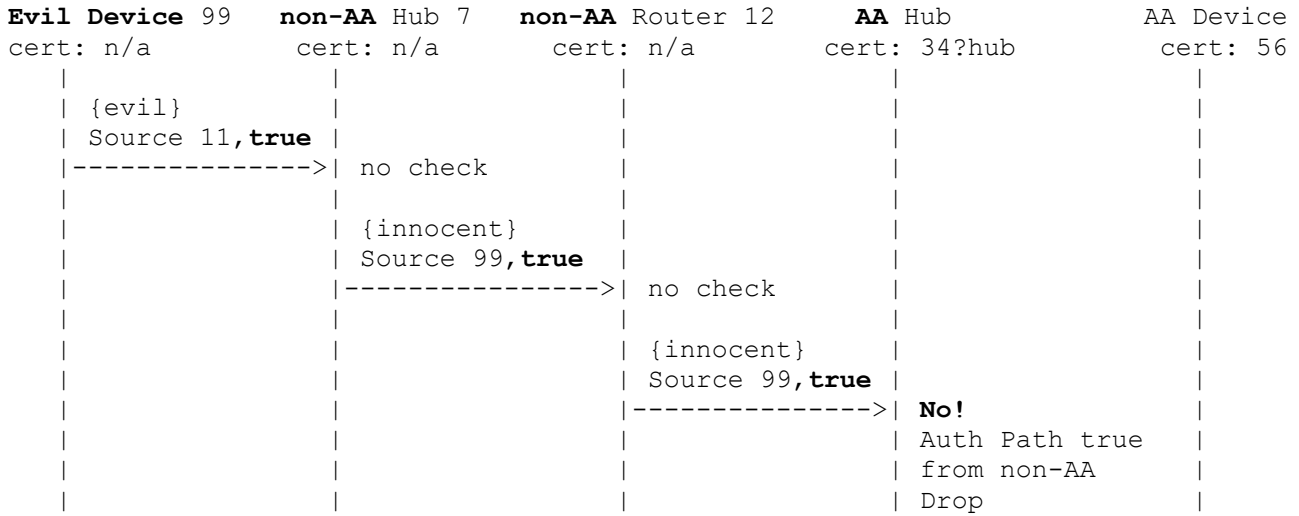 Evil Device 99 non-AA Hub 7 non-AA Router 12 AA Hub AA Device
cert: n/a cert: n/a cert: n/a cert: 34?hub cert: 56
{evil}
Source 11,true
--------------->| no check
{innocent}
Source 99,true
|---------------->| no check
{innocent}
Source 99,true
|--------------->| No!
Auth Path true
from non-AA
Drop